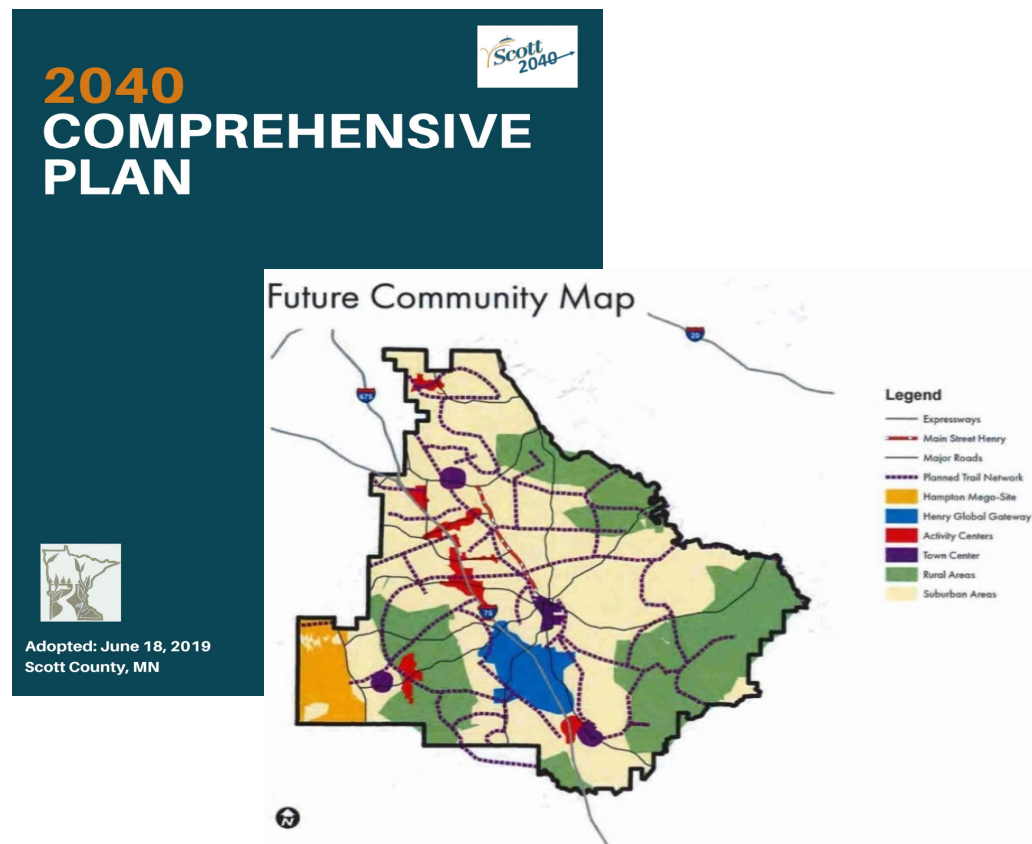 Scott
2040
2040
COMPREHENSIVE
PLAN
Adopted: June 18, 2019
Scott County, MN
Future Community Map
20
675
75
N
Legend
Expressways
Main Street Henry
Major Roads
Planned Trail Network
Hampton Mega-Site
Henry Global Gateway
Activity Centers
Town Center
Rural Areas
Suburban Areas